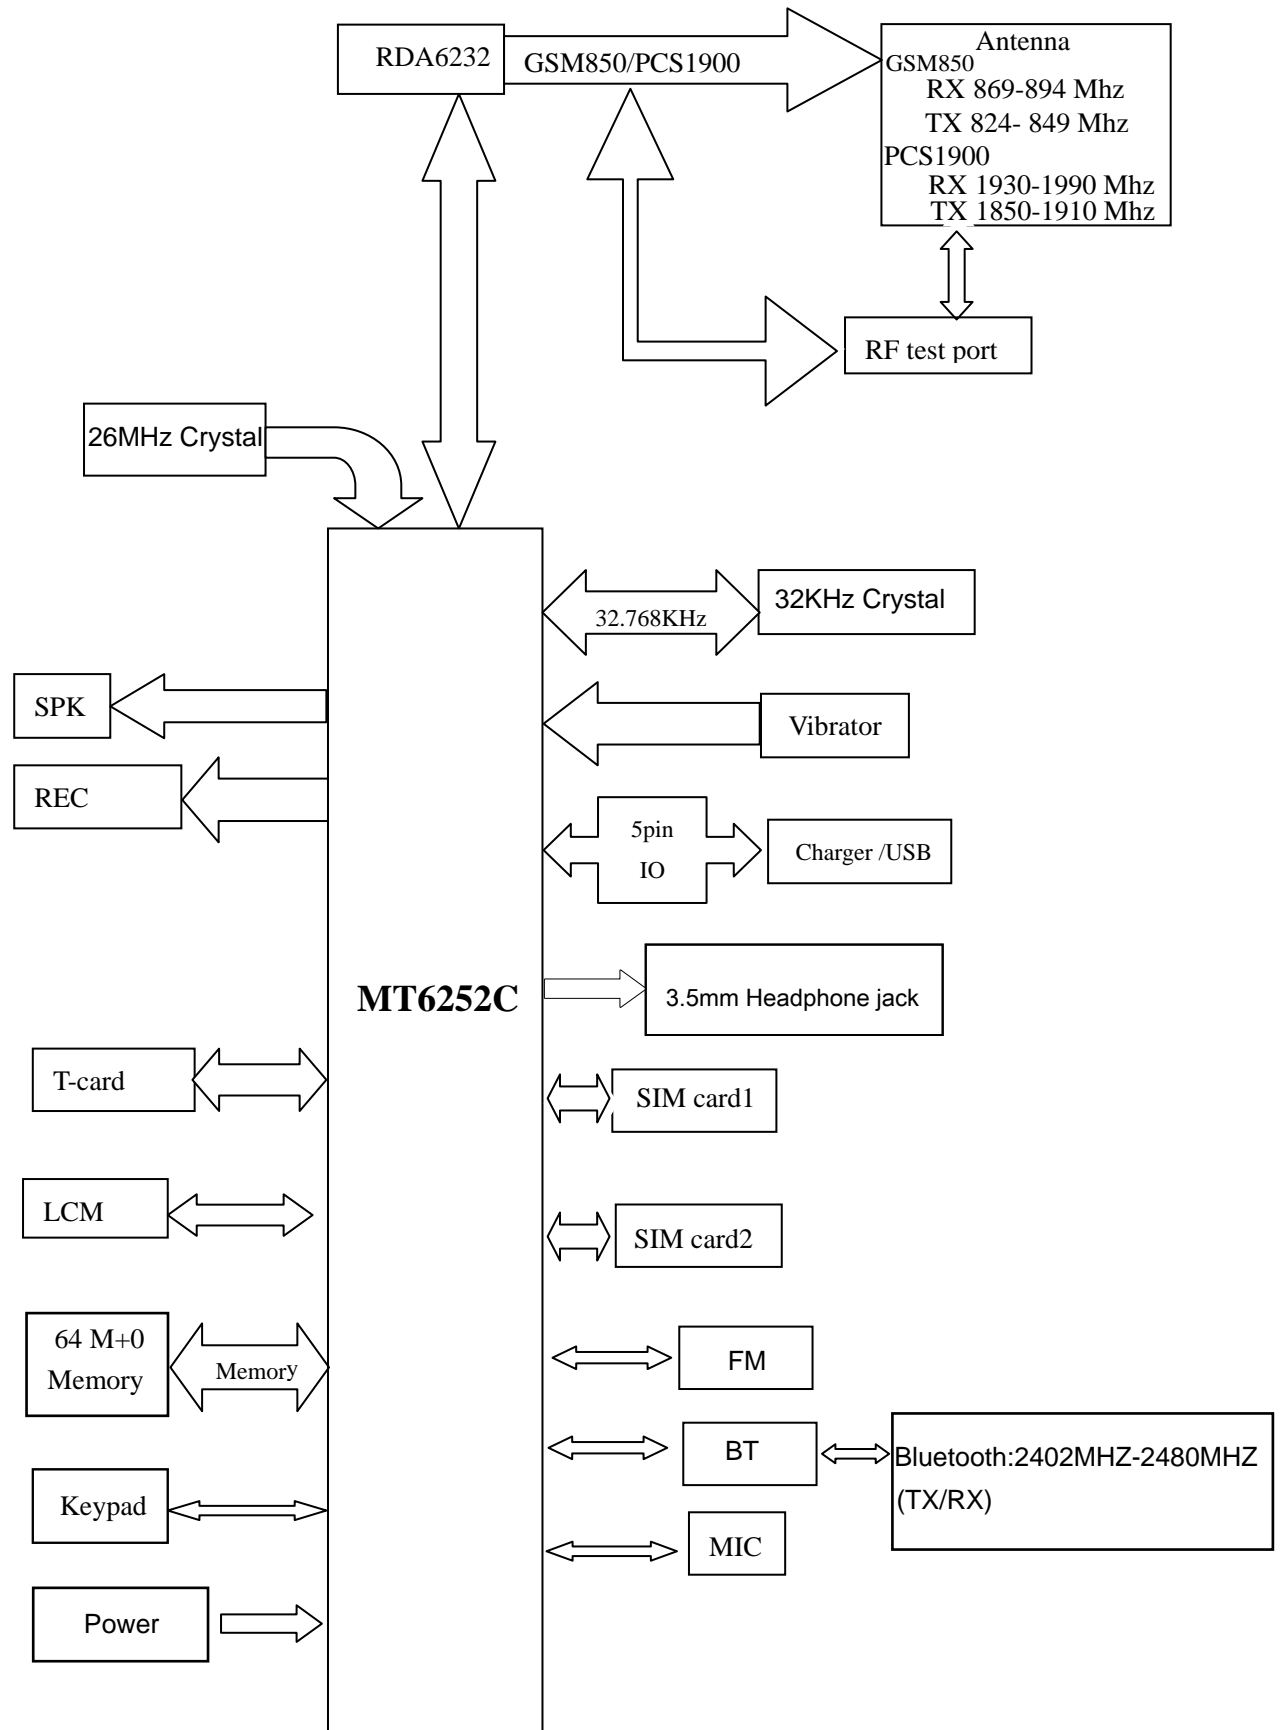 RDA6232
GSM850/PCS1900
Antenna
GSM850
RX 869-894 Mhz
TX 824- 849 Mhz
PCS1900
RX 1930-1990 Mhz
TX 1850-1910 Mhz
RF test port
26MHz Crystal
32.768KHz
32KHz Crystal
SPK
Vibrator
REC
5pin
IO
Charger /USB
MT6252C
3.5mm Headphone jack
T-card
SIM card1
LCM
SIM card2
64 M+0
Memory
Memory
FM
BT
Bluetooth:2402MHZ-2480MHZ
(TX/RX)
Keypad
MIC
Power